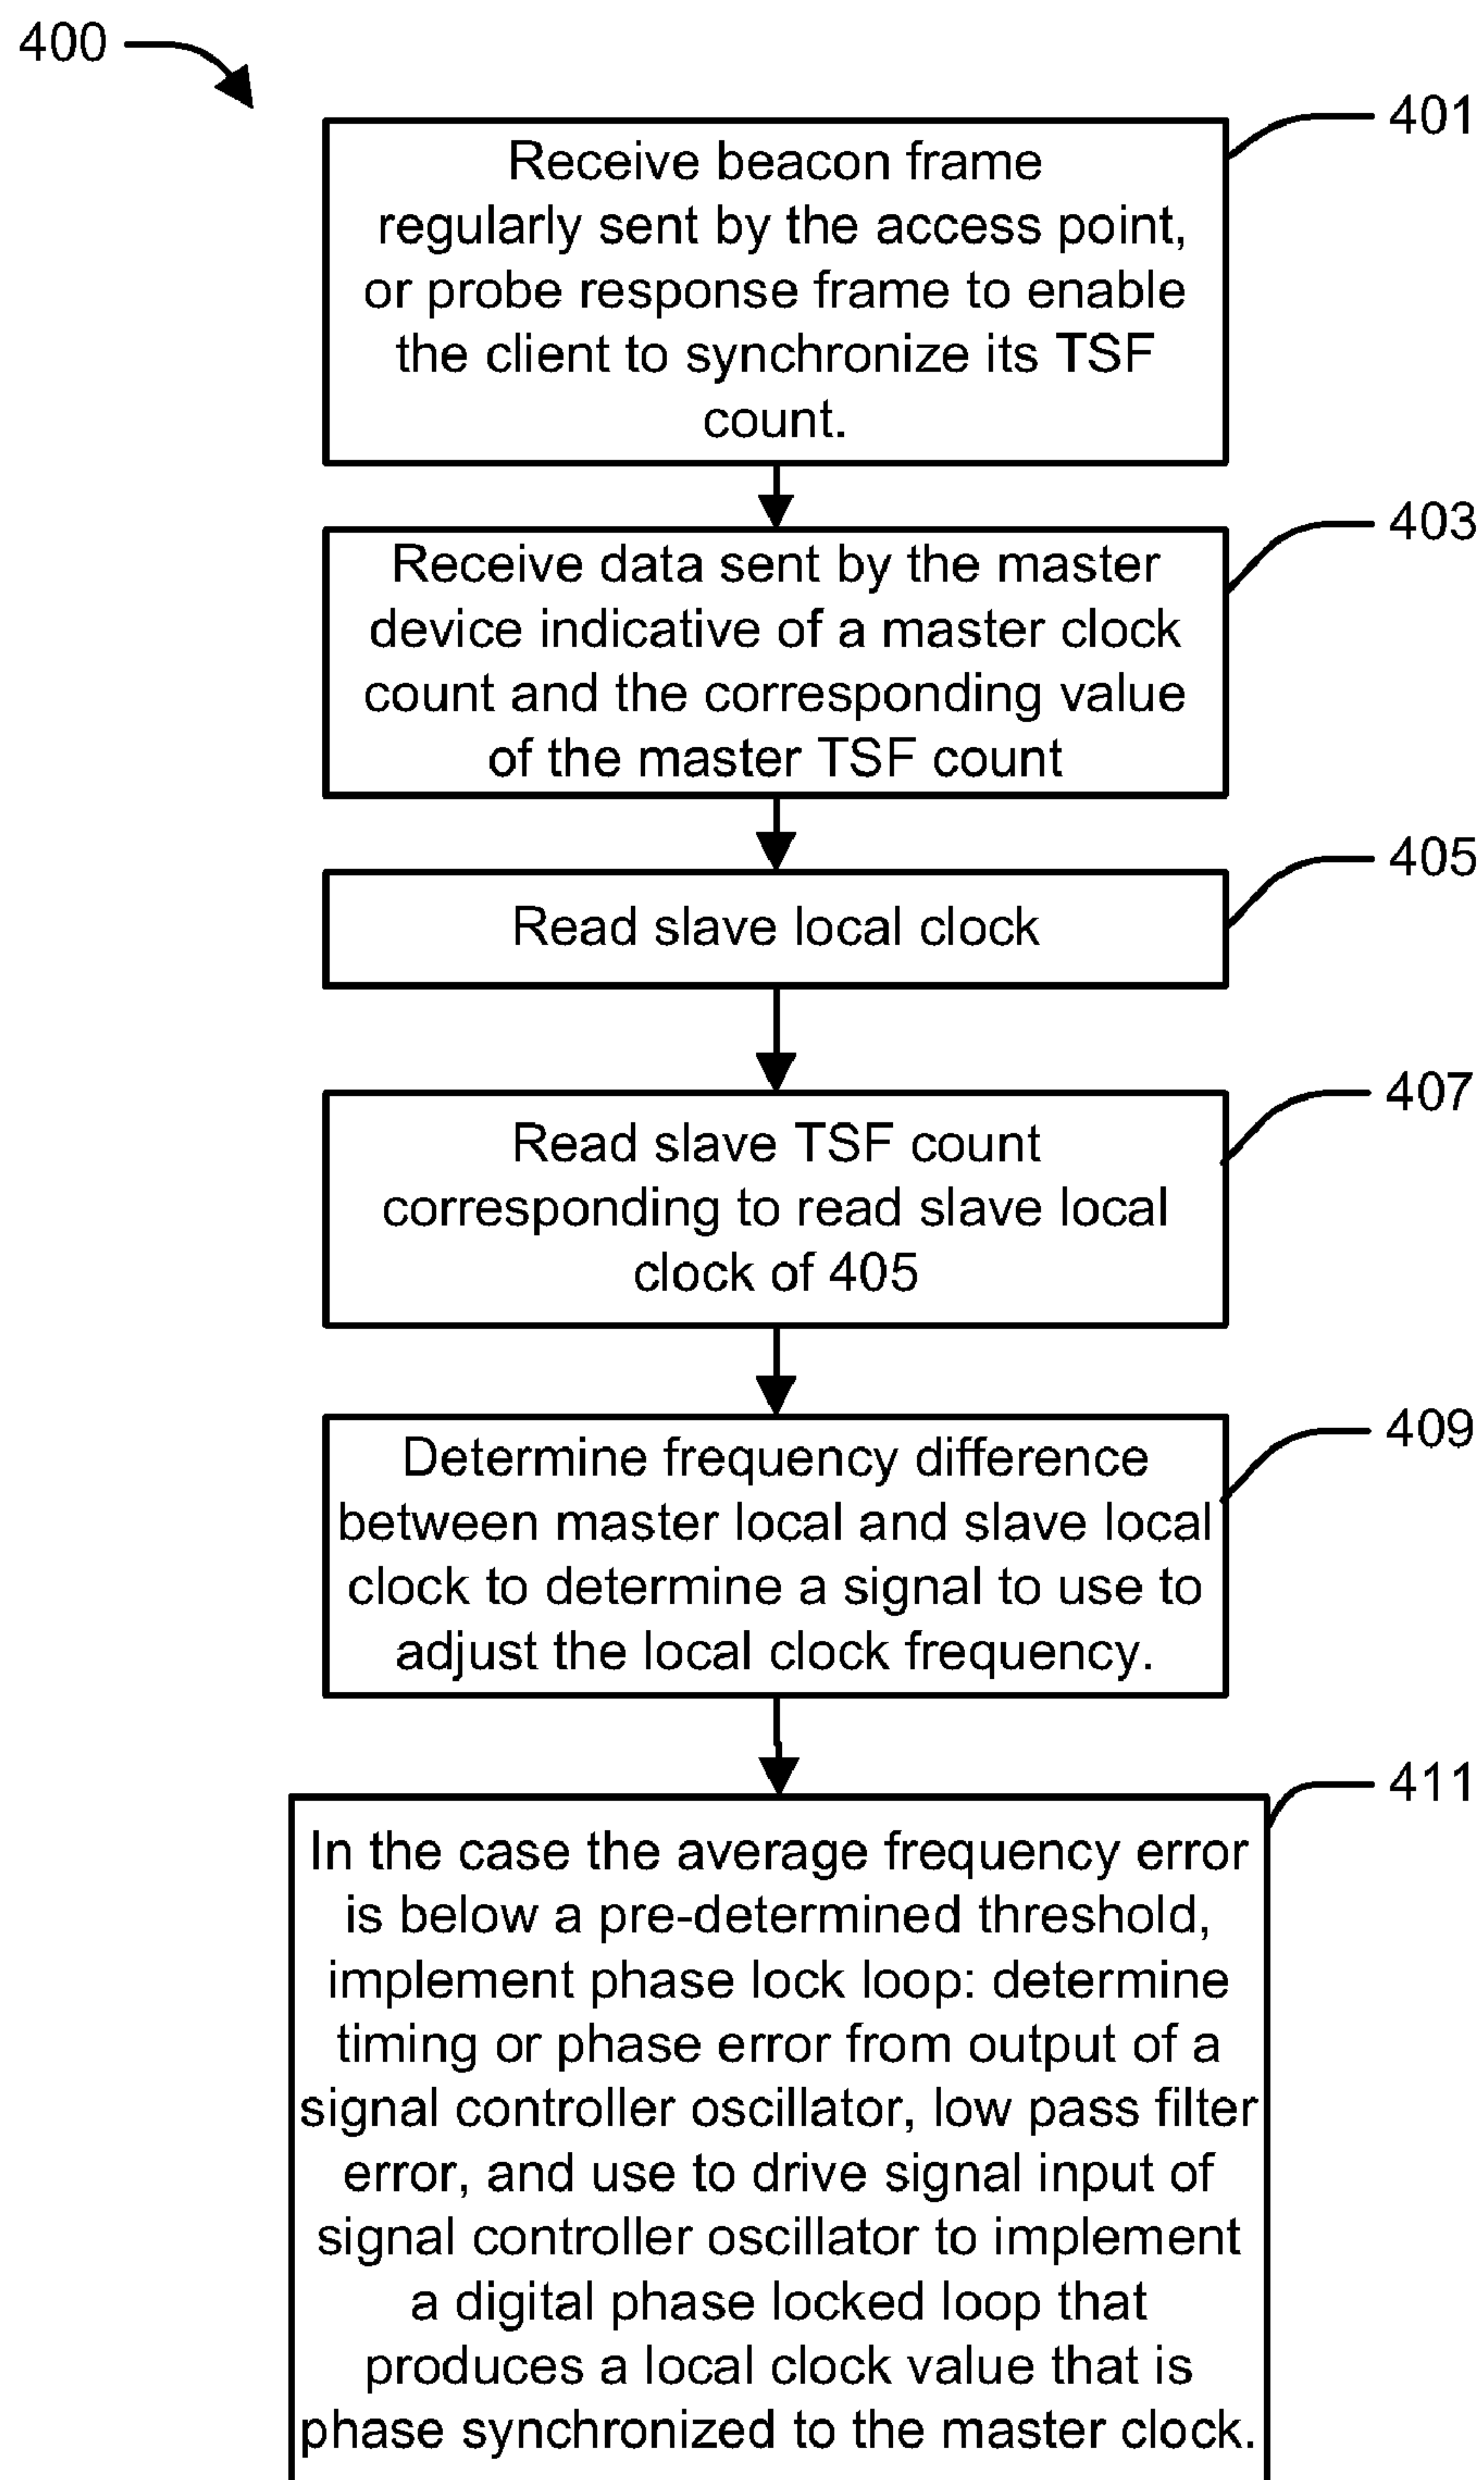 400
401
Receive beacon frame
regularly sent by the access point,
or probe response frame to enable
the client to synchronize its TSF
count.
403
Receive data sent by the master
device indicative of a master clock
count and the corresponding value
of the master TSF count
405
Read slave local clock
407
Read slave TSF count
corresponding to read slave local
clock of 405
409
Determine frequency difference
between master local and slave local
clock to determine a signal to use to
adjust the local clock frequency.
411
In the case the average frequency error
is below a pre-determined threshold,
implement phase lock loop: determine
timing or phase error from output of a
signal controller oscillator, low pass filter
error, and use to drive signal input of
signal controller oscillator to implement
a digital phase locked loop that
produces a local clock value that is
phase synchronized to the master clock.